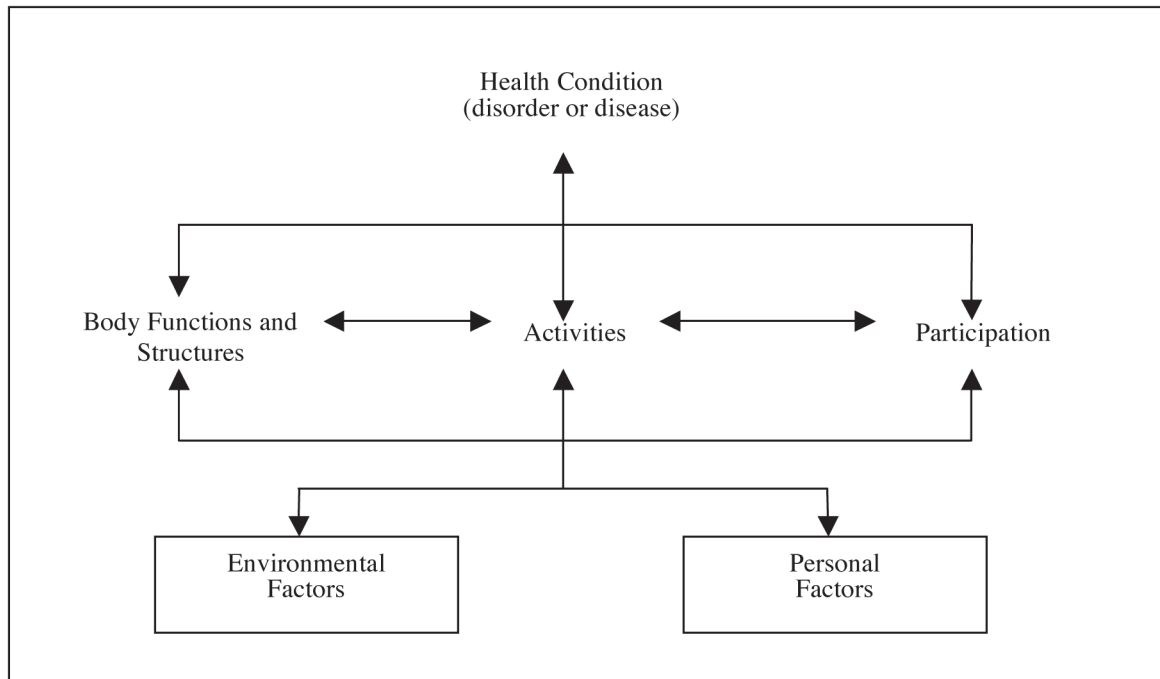 Health Condition
(disorder or disease)
Body Functions and
Structures
Activities
Participation
Environmental
Factors
Personal
Factors